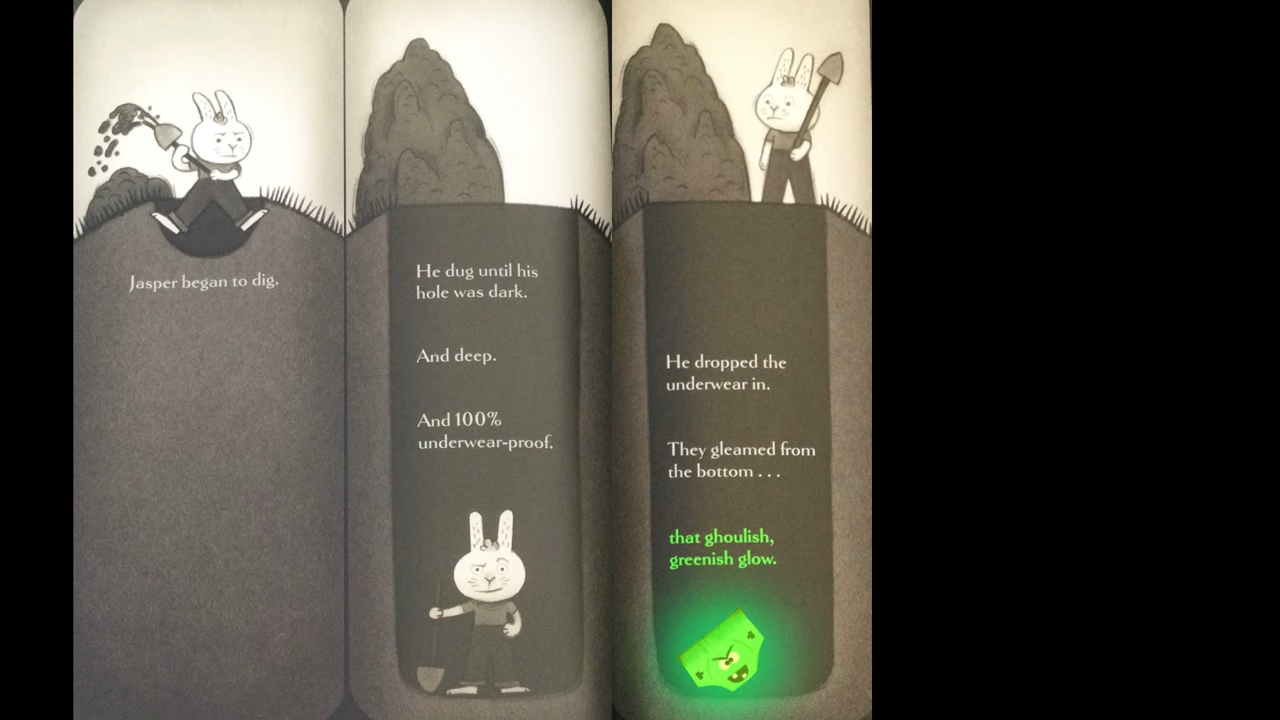 Jasper began to dig.
He dug until his
hole was dark.
And deep.
And 100%
underwear-proof.
He dropped the
underwear in.
They gleamed from
the bottom . . .
that ghoulish,
greenish glow.